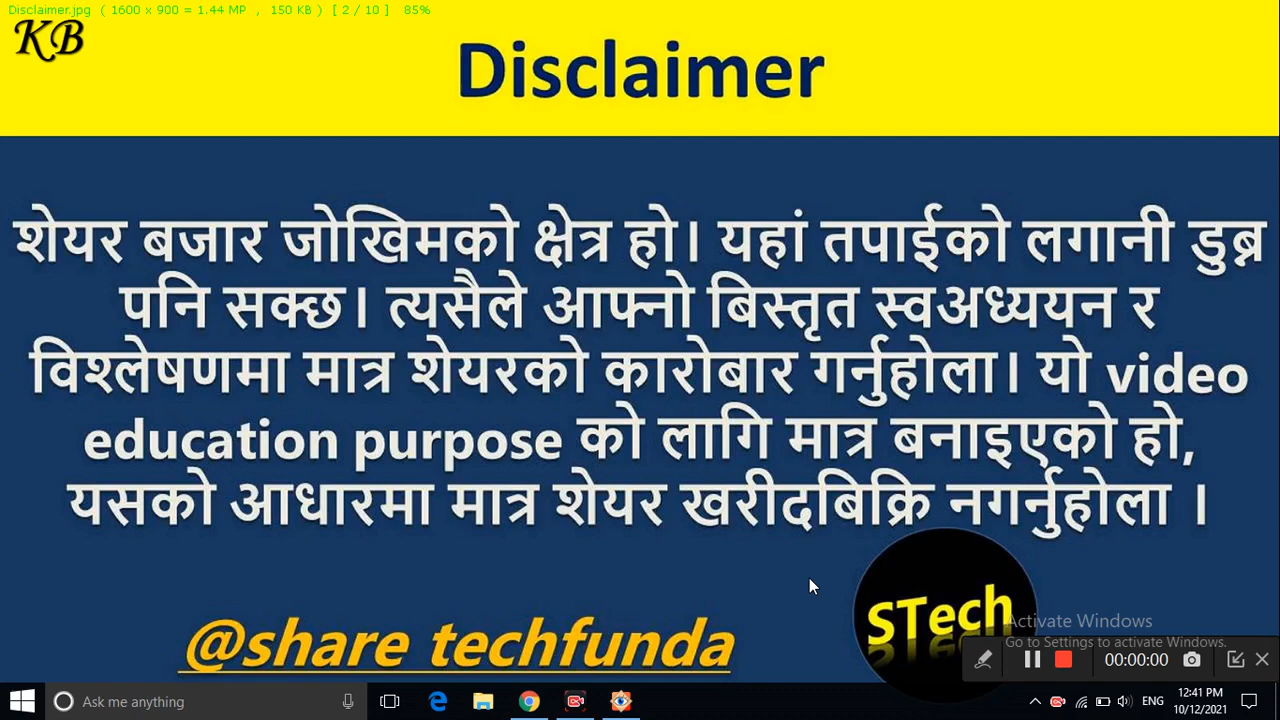 Disclaimer.jpg ( 1600 x 900 = 1.44 MP , 150 KB ) [ 2 / 10 ] 85%
KB
Disclaimer
शेयर बजार जोखिमको क्षेत्र हो। यहां तपाईको लगानी डुब्न
पनि सक्छ। त्यसैले आफ्नो बिस्तृत स्वअध्ययन र
विश्लेषणमा मात्र शेयरको कारोबार गर्नुहोला। यो video
education purpose को लागि मात्र बनाइएको हो,
यसको आधारमा मात्र शेयर खरीदबिक्रि नगर्नुहोला ।
@share techfunda
STech
Activate Windows
Go to Settings to activate Windows.
00:00:00
Ask me anything
ENG
12:41 PM
10/12/2021